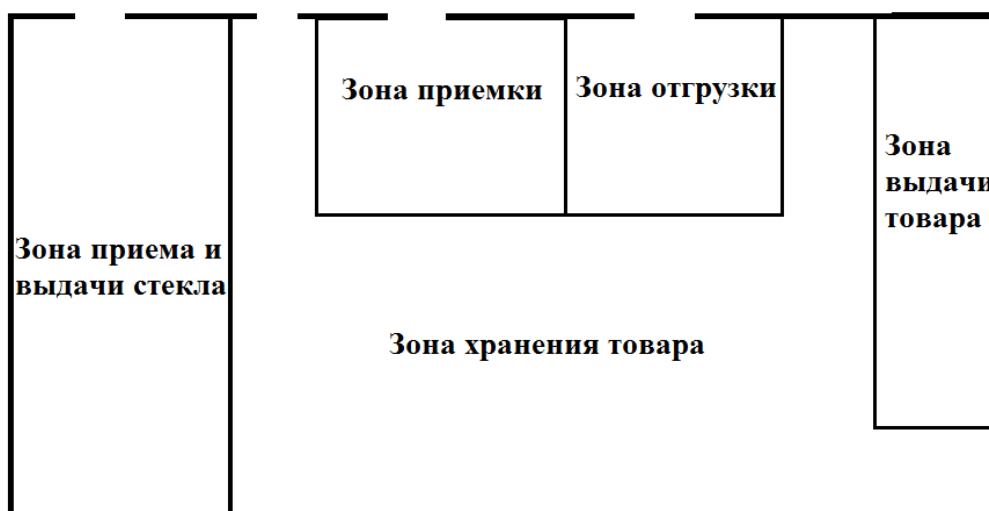 Зона приемки
Зона отгрузки
Зона
выдачи
товара
Зона приема и
выдачи стекла
Зона хранения товара